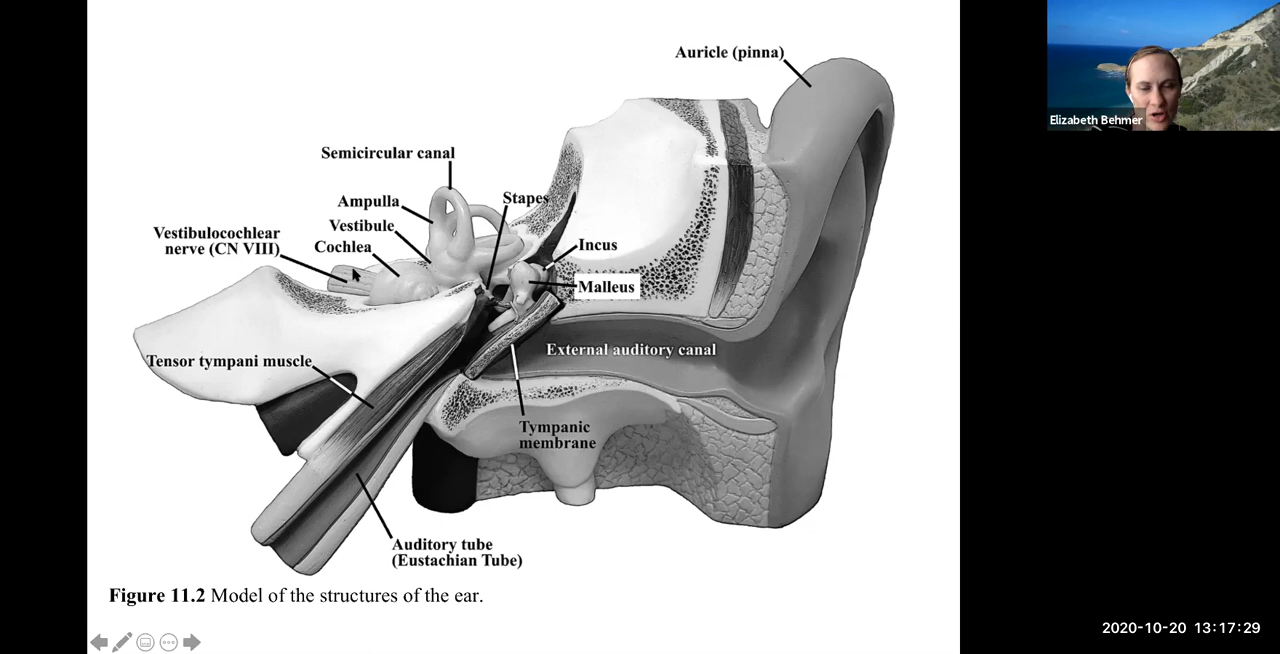 Auricle (pinna)
Elizabeth Behmer
Semicircular canal
Ampulla
Stapes
Vestibule
Vestibulocochlear
nerve (CN VIII)
Cochlea
Incus
Malleus
Tensor tympani muscle
External auditory canal
Tympanic
membrane
Auditory tube
(Eustachian Tube)
Figure 11.2 Model of the structures of the ear.
2020-10-20 13:17:29